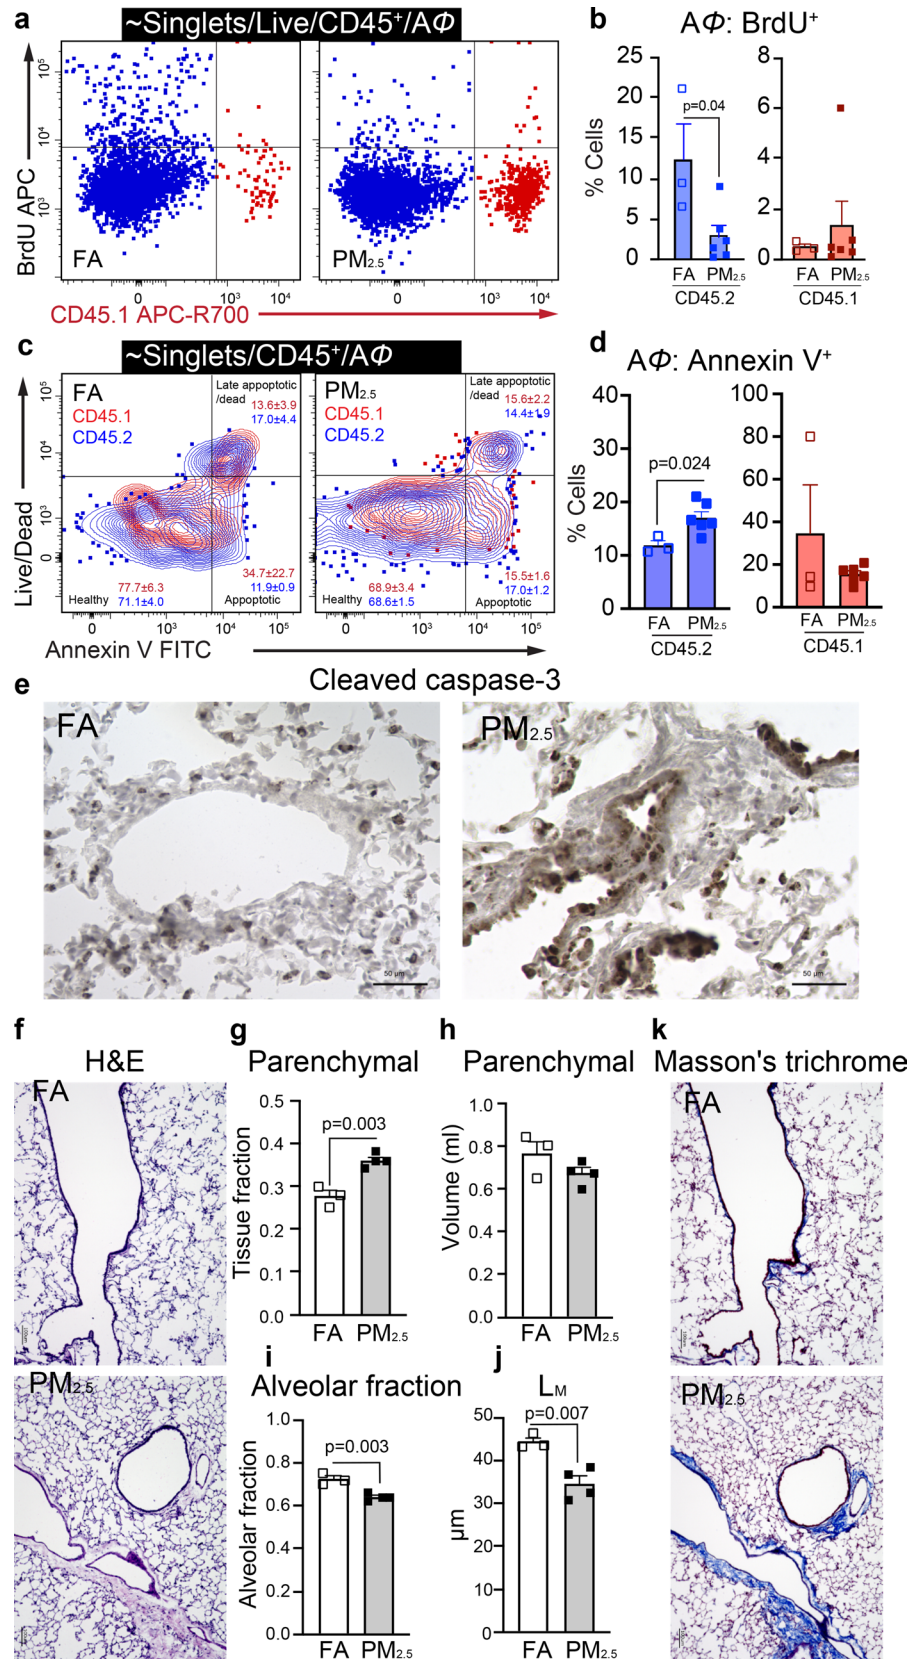 a
~Singlets/Live/CD45⁺/AΦ
BrdU APC
10⁵
10⁴
10³
FA
PM₂.₅
0
10³
10⁴
0
10³
10⁴
CD45.1 APC-R700
b
AΦ: BrdU⁺
% Cells
25
20
15
10
5
0
p=0.04
FA
PM₂.₅
CD45.2
8
6
4
2
0
FA
PM₂.₅
CD45.1
c
~Singlets/CD45⁺/AΦ
Live/Dead
10⁵
10⁴
10³
0
FA
CD45.1
CD45.2
Late appoptotic
/dead
13.6±3.9
17.0±4.4
77.7±6.3
Healthy
71.1±4.0
34.7±22.7
11.9±0.9
Appoptotic
PM₂.₅
CD45.1
CD45.2
Late appoptotic
/dead
15.6±2.2
14.4±1.9
68.9±3.4
Healthy
68.6±1.5
15.5±1.6
17.0±1.2
Appoptotic
0
10³
10⁴
10⁵
0
10³
10⁴
10⁵
Annexin V FITC
d
AΦ: Annexin V⁺
% Cells
40
30
20
10
0
p=0.024
FA
PM₂.₅
CD45.2
100
80
60
40
20
0
FA
PM₂.₅
CD45.1
e
Cleaved caspase-3
FA
50 µm
PM₂.₅
50 µm
f
H&E
FA
PM₂.₅
g
Parenchymal
Tissue fraction
0.5
0.4
0.3
0.2
0.1
0.0
p=0.003
FA
PM₂.₅
h
Parenchymal
Volume (ml)
1.0
0.8
0.6
0.4
0.2
0.0
FA
PM₂.₅
i
Alveolar fraction
Alveolar fraction
1.0
0.8
0.6
0.4
0.2
0.0
p=0.003
FA
PM₂.₅
j
L_M
µm
50
40
30
20
10
0
p=0.007
FA
PM₂.₅
k
Masson's trichrome
FA
PM₂.₅